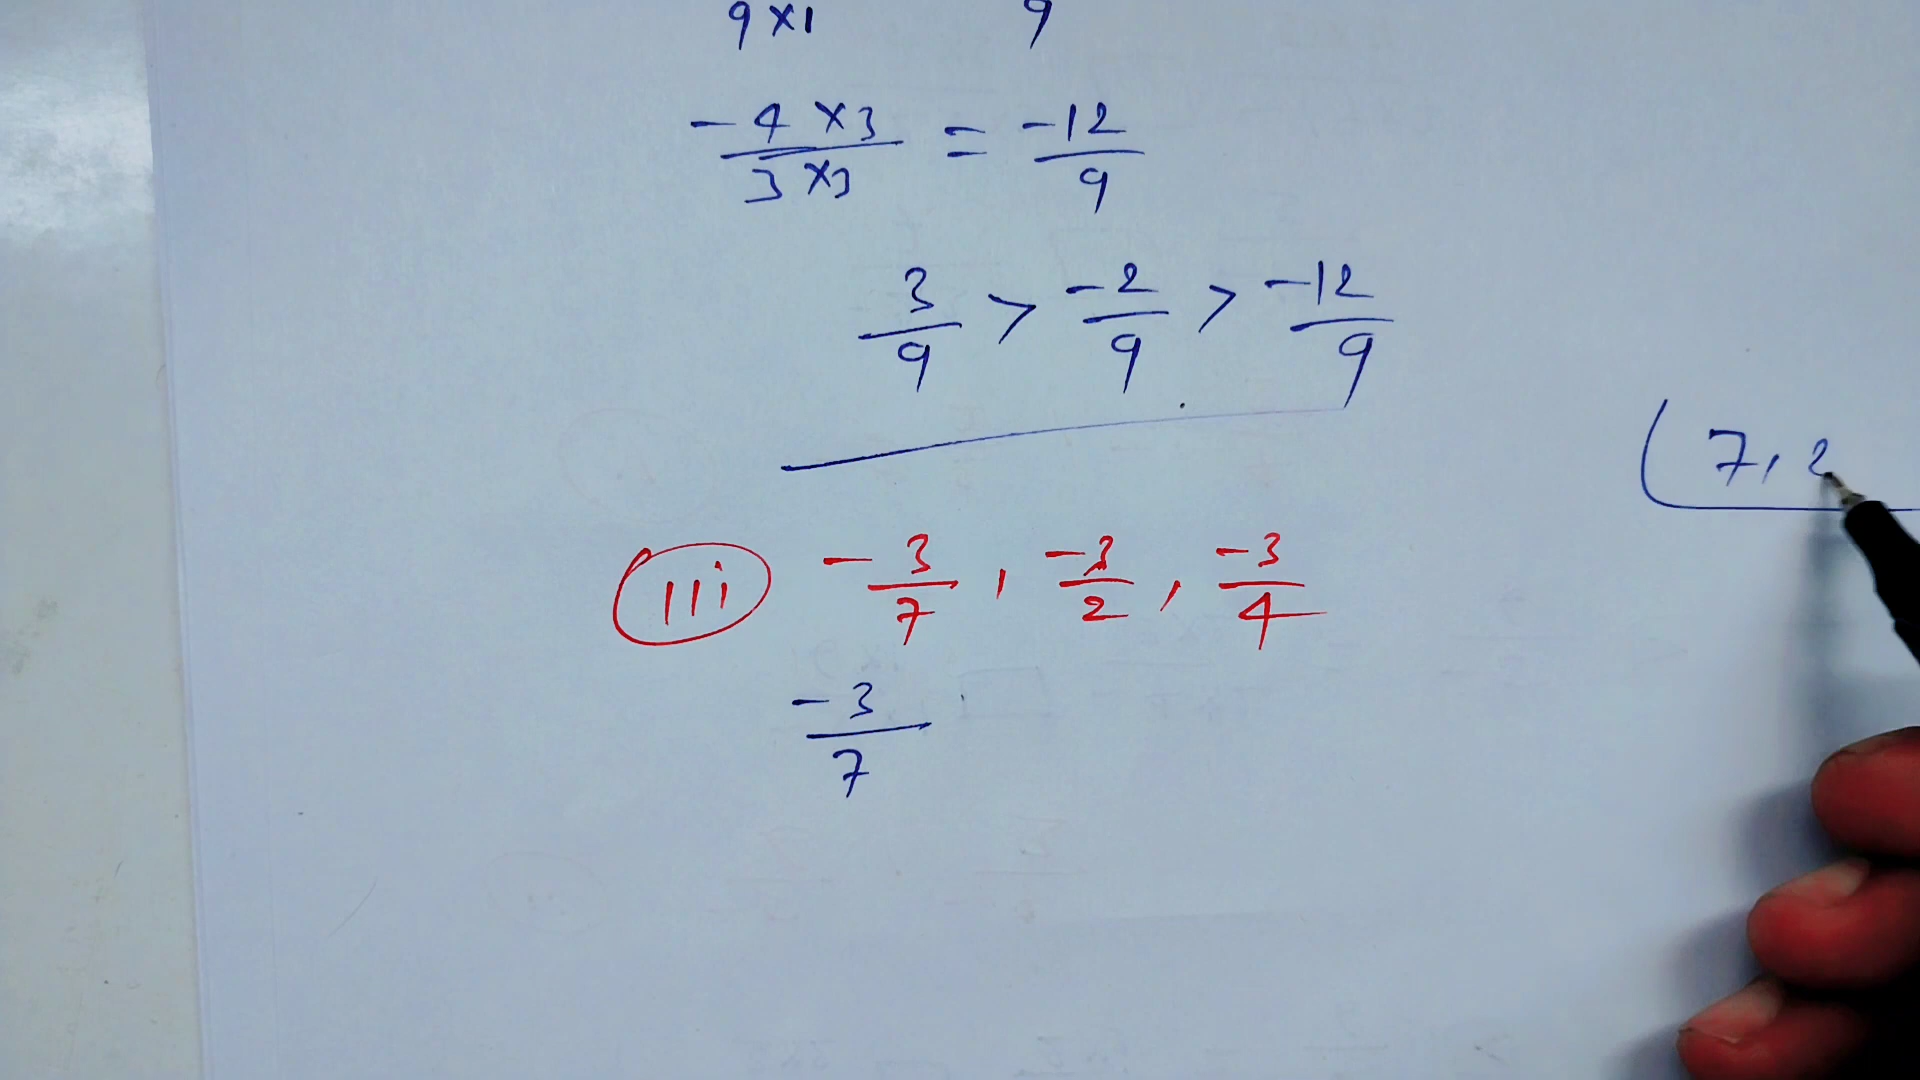 9 ×1 9
-4 ×3 / 3 ×3 = -12 / 9
3/9 > -2/9 > -12/9
7, 2
iii -3/7, -3/2, -3/4
-3/7